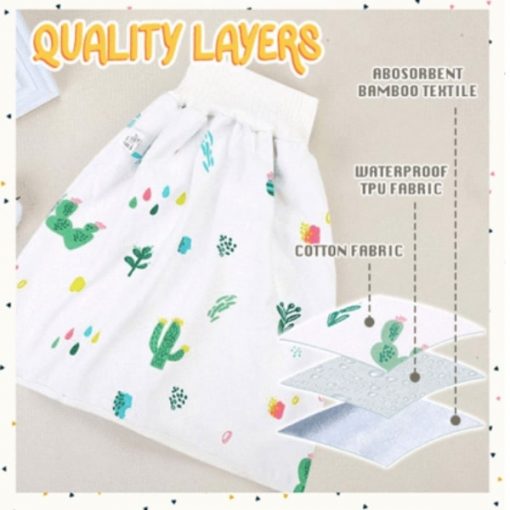 QUALITY LAYERS
ABOSORBENT
BAMBOO TEXTILE
WATERPROOF
TPU FABRIC
COTTON FABRIC